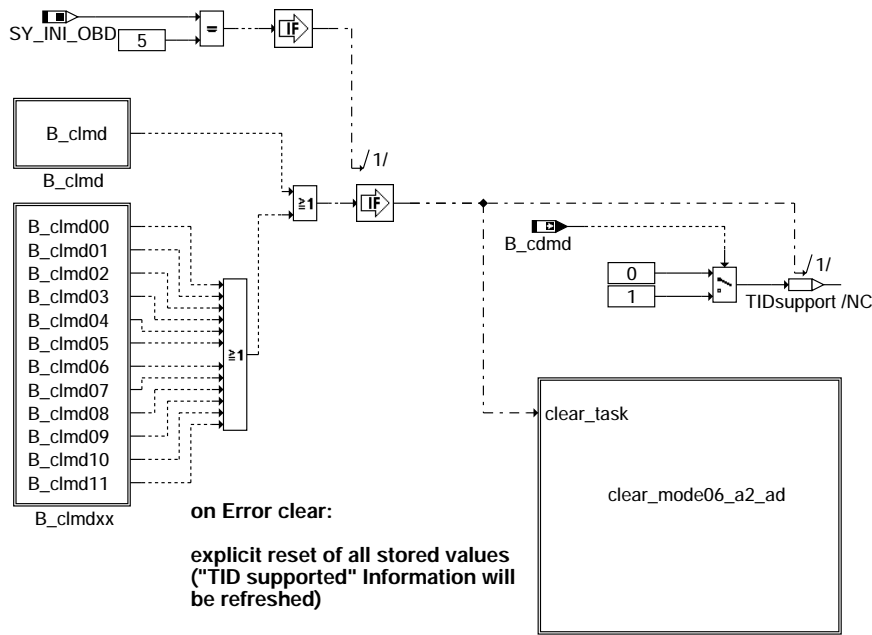 SY_INI_OBD
5
=
IF
B_clmd
B_clmd
/1/
≥1
IF
B_clmd00
B_clmd01
B_clmd02
B_clmd03
B_clmd04
B_clmd05
B_clmd06
B_clmd07
B_clmd08
B_clmd09
B_clmd10
B_clmd11
B_clmdxx
≥1
B_cdmd
0
1
/1/
TIDsupport /NC
clear_task
clear_mode06_a2_ad
on Error clear:
explicit reset of all stored values
("TID supported" Information will
be refreshed)